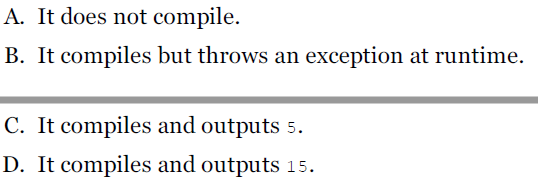 A. It does not compile.
B. It compiles but throws an exception at runtime.
C. It compiles and outputs 5.
D. It compiles and outputs 15.